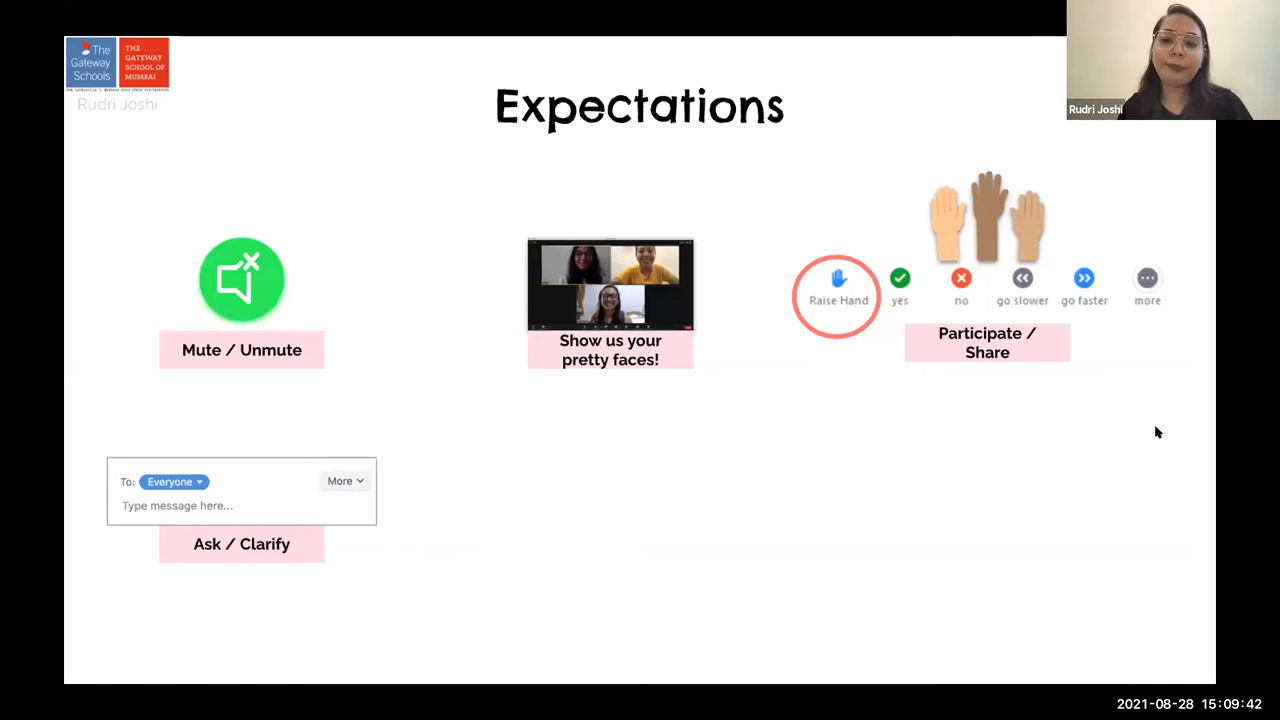 The
Gateway
Schools
THE
GATEWAY
SCHOOL OF
MUMBAI
Rudri Joshi
Expectations
Rudri Joshi
Mute / Unmute
Show us your
pretty faces!
Raise Hand
yes
no
go slower
go faster
more
Participate /
Share
To: Everyone
More
Type message here...
Ask / Clarify
2021-08-28 15:09:42